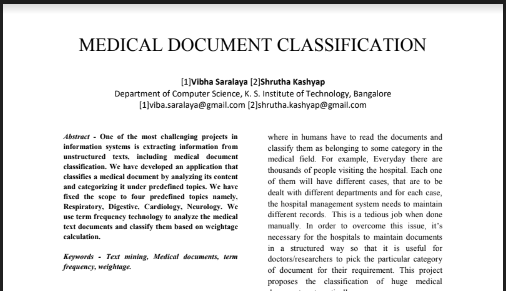 MEDICAL DOCUMENT CLASSIFICATION
[1]Vibha Saralaya [2]Shrutha Kashyap
Department of Computer Science, K. S. Institute of Technology, Bangalore
[1]viba.saralaya@gmail.com [2]shrutha.kashyap@gmail.com
Abstract - One of the most challenging projects in
information systems is extracting information from
unstructured texts, including medical document
classification. We have developed an application that
classifies a medical document by analyzing its content
and categorizing it under predefined topics. We have
fixed the scope to four predefined topics namely,
Respiratory, Digestive, Cardiology, Neurology. We
use term frequency technology to analyze the medical
text documents and classify them based on weightage
calculation.
Keywords - Text mining, Medical documents, term
frequency, weightage.
where in humans have to read the documents and
classify them as belonging to some category in the
medical field. For example, Everyday there are
thousands of people visiting the hospital. Each one
of them will have different cases, that are to be
dealt with different departments and for each case,
the hospital management system needs to maintain
different records. This is a tedious job when done
manually. In order to overcome this issue, it's
necessary for the hospitals to maintain documents
in a structured way so that it is useful for
doctors/researchers to pick the particular category
of document for their requirement. This project
proposes the classification of huge medical